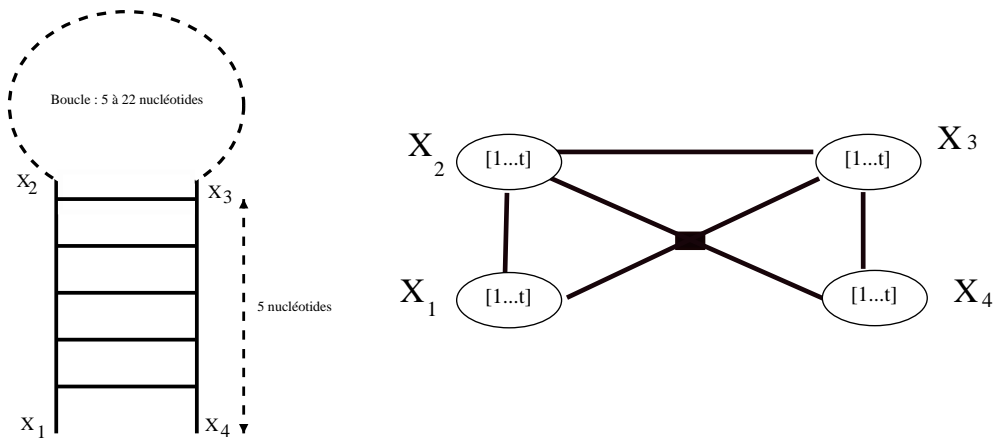 Boucle : 5 à 22 nucléotides
X2
X3
5 nucléotides
X1
X4
X2
[1...t]
[1...t]
X3
X1
[1...t]
[1...t]
X4